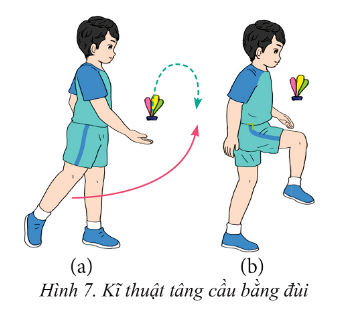 (a) (b)
Hình 7. Kĩ thuật tâng cầu bằng đùi